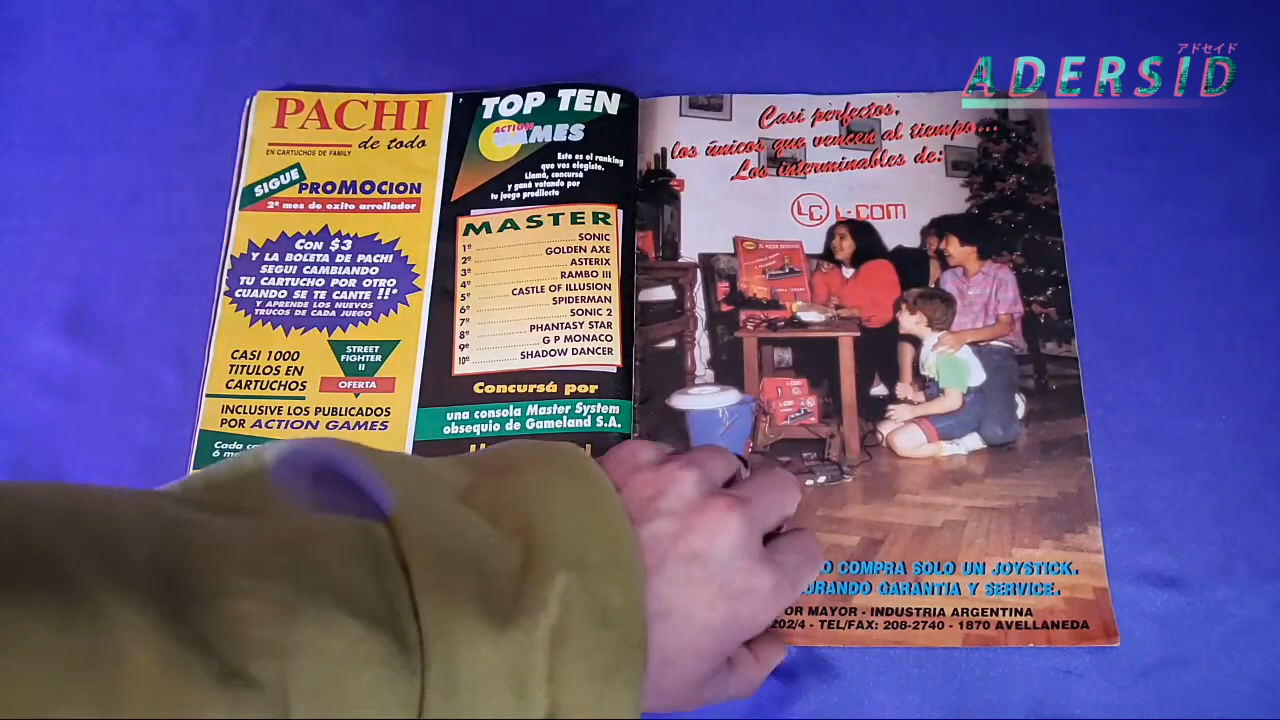 アドセイド
ADERSID
PACHI
de todo
EN CARTUCHOS DE FAMILY
SIGUE
PROMOCION
2º mes de exito arrollador
CON $3
Y LA BOLETA DE PACHI
SEGUI CAMBIANDO
TU CARTUCHO POR OTRO
CUANDO SE TE CANTE !!*
Y APRENDE LOS NUEVOS
TRUCOS DE CADA JUEGO
CASI 1000
TITULOS EN
CARTUCHOS
STREET
FIGHTER
II
OFERTA
INCLUSIVE LOS PUBLICADOS
POR ACTION GAMES
Cada
6
TOP TEN
ACTION
GAMES
Este es el ranking
que vos elegiste.
Llamá, concursá
y ganá votando por
tu juego predilecto
MASTER
1º SONIC
2º GOLDEN AXE
3º ASTERIX
4º RAMBO III
5º CASTLE OF ILLUSION
6º SPIDERMAN
7º SONIC 2
8º PHANTASY STAR
9º G P MONACO
10º SHADOW DANCER
Concursá por
una consola Master System
obsequio de Gameland S.A.
Casi perfectos,
los únicos que vencen al tiempo...
Los interminables de:
LC L-COM
COMPRA SOLO UN JOYSTICK.
GARANTIA Y SERVICE.
OR MAYOR - INDUSTRIA ARGENTINA
202/4 - TEL/FAX: 208-2740 - 1870 AVELLANEDA